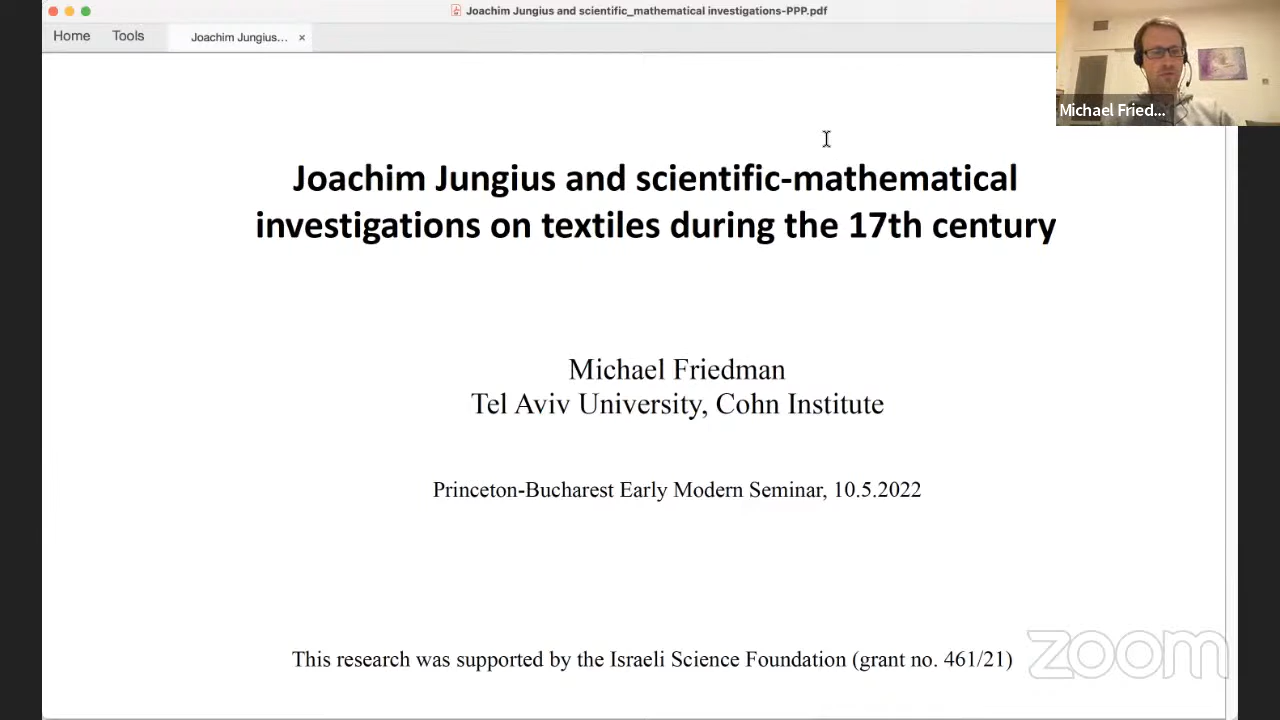 Joachim Jungius and scientific_mathematical investigations-PPP.pdf
Home Tools Joachim Jungius... ×
Michael Fried...
Joachim Jungius and scientific-mathematical
investigations on textiles during the 17th century
Michael Friedman
Tel Aviv University, Cohn Institute
Princeton-Bucharest Early Modern Seminar, 10.5.2022
This research was supported by the Israeli Science Foundation (grant no. 461/21)
zoom